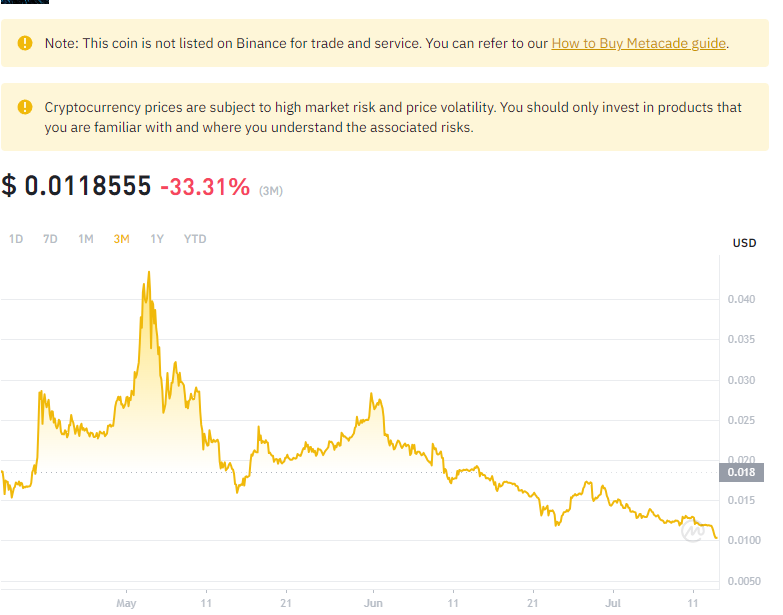 Note: This coin is not listed on Binance for trade and service. You can refer to our How to Buy Metacade guide.
Cryptocurrency prices are subject to high market risk and price volatility. You should only invest in products that
you are familiar with and where you understand the associated risks.
$ 0.0118555 -33.31% (3M)
1D 7D 1M 3M 1Y YTD
USD
0.040
0.035
0.030
0.025
0.020
0.018
0.015
0.0100
0.0050
May 11 21 Jun 11 21 Jul 11